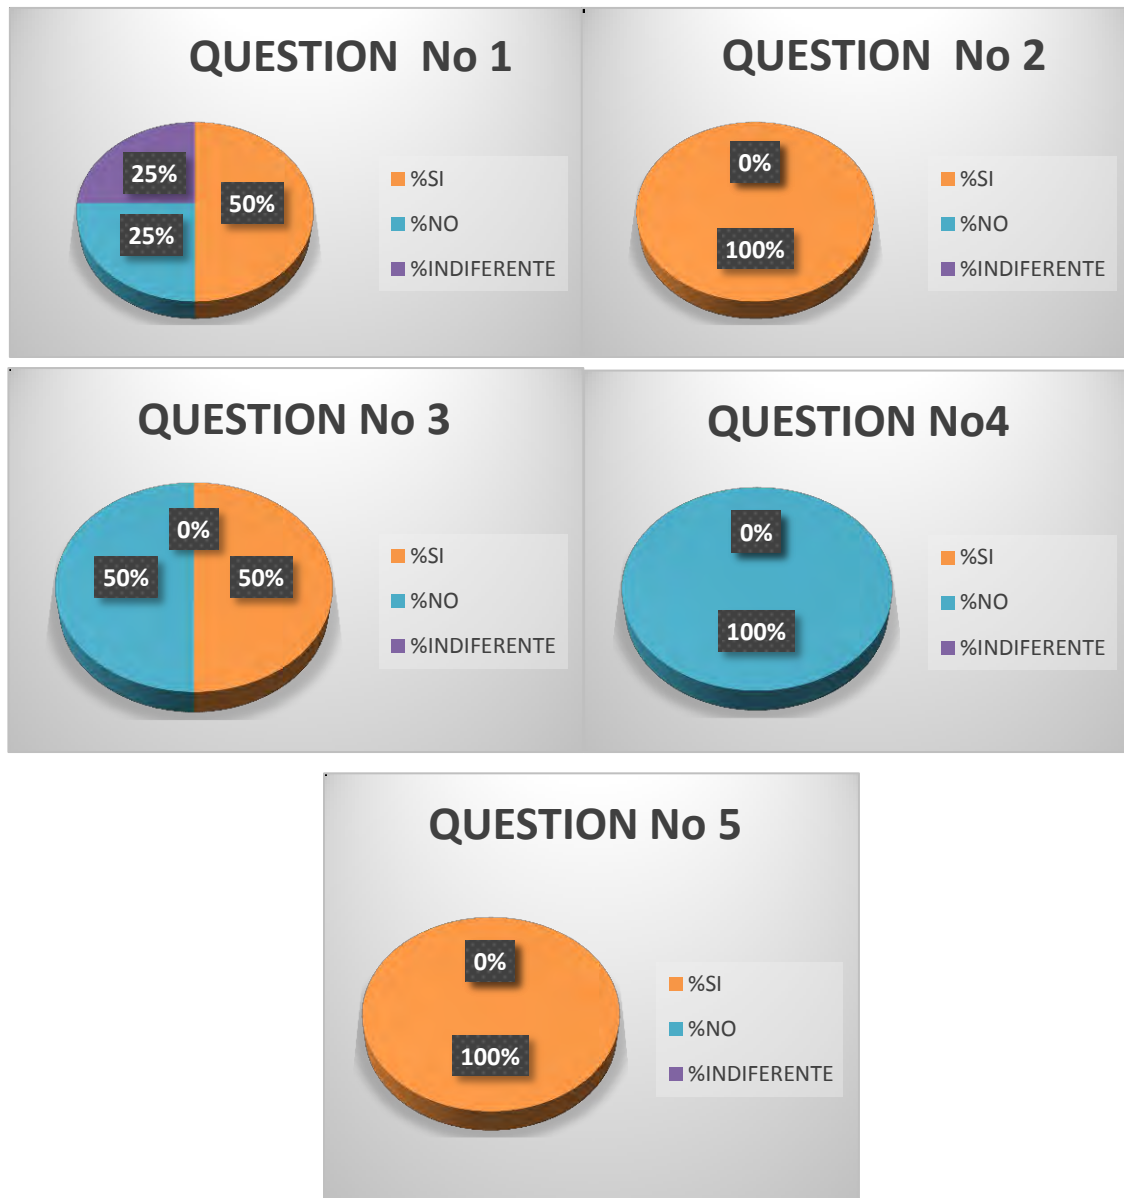 QUESTION No 1
25%
50%
25%
%SI
%NO
%INDIFERENTE
QUESTION No 2
0%
100%
%SI
%NO
%INDIFERENTE
QUESTION No 3
0%
50%
50%
%SI
%NO
%INDIFERENTE
QUESTION No4
0%
100%
%SI
%NO
%INDIFERENTE
QUESTION No 5
0%
100%
%SI
%NO
%INDIFERENTE